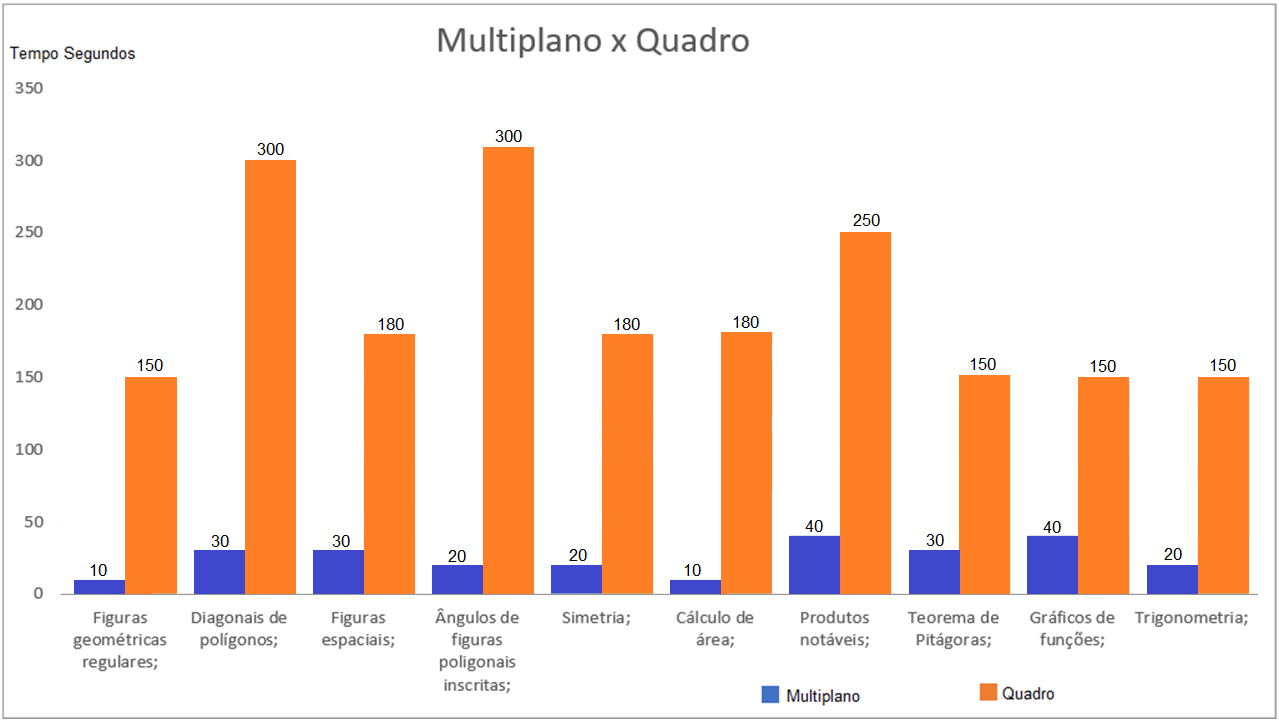 Multiplano x Quadro
Tempo Segundos
350
300
250
200
150
100
50
0
10
150
30
300
30
180
20
300
20
180
10
180
40
250
30
150
40
150
20
150
Figuras
geométricas
regulares;
Diagonais de
polígonos;
Figuras
espaciais;
Ângulos de
figuras
poligonais
inscritas;
Simetria;
Cálculo de
área;
Produtos
notáveis;
Teorema de
Pitágoras;
Gráficos de
funções;
Trigonometria;
Multiplano
Quadro